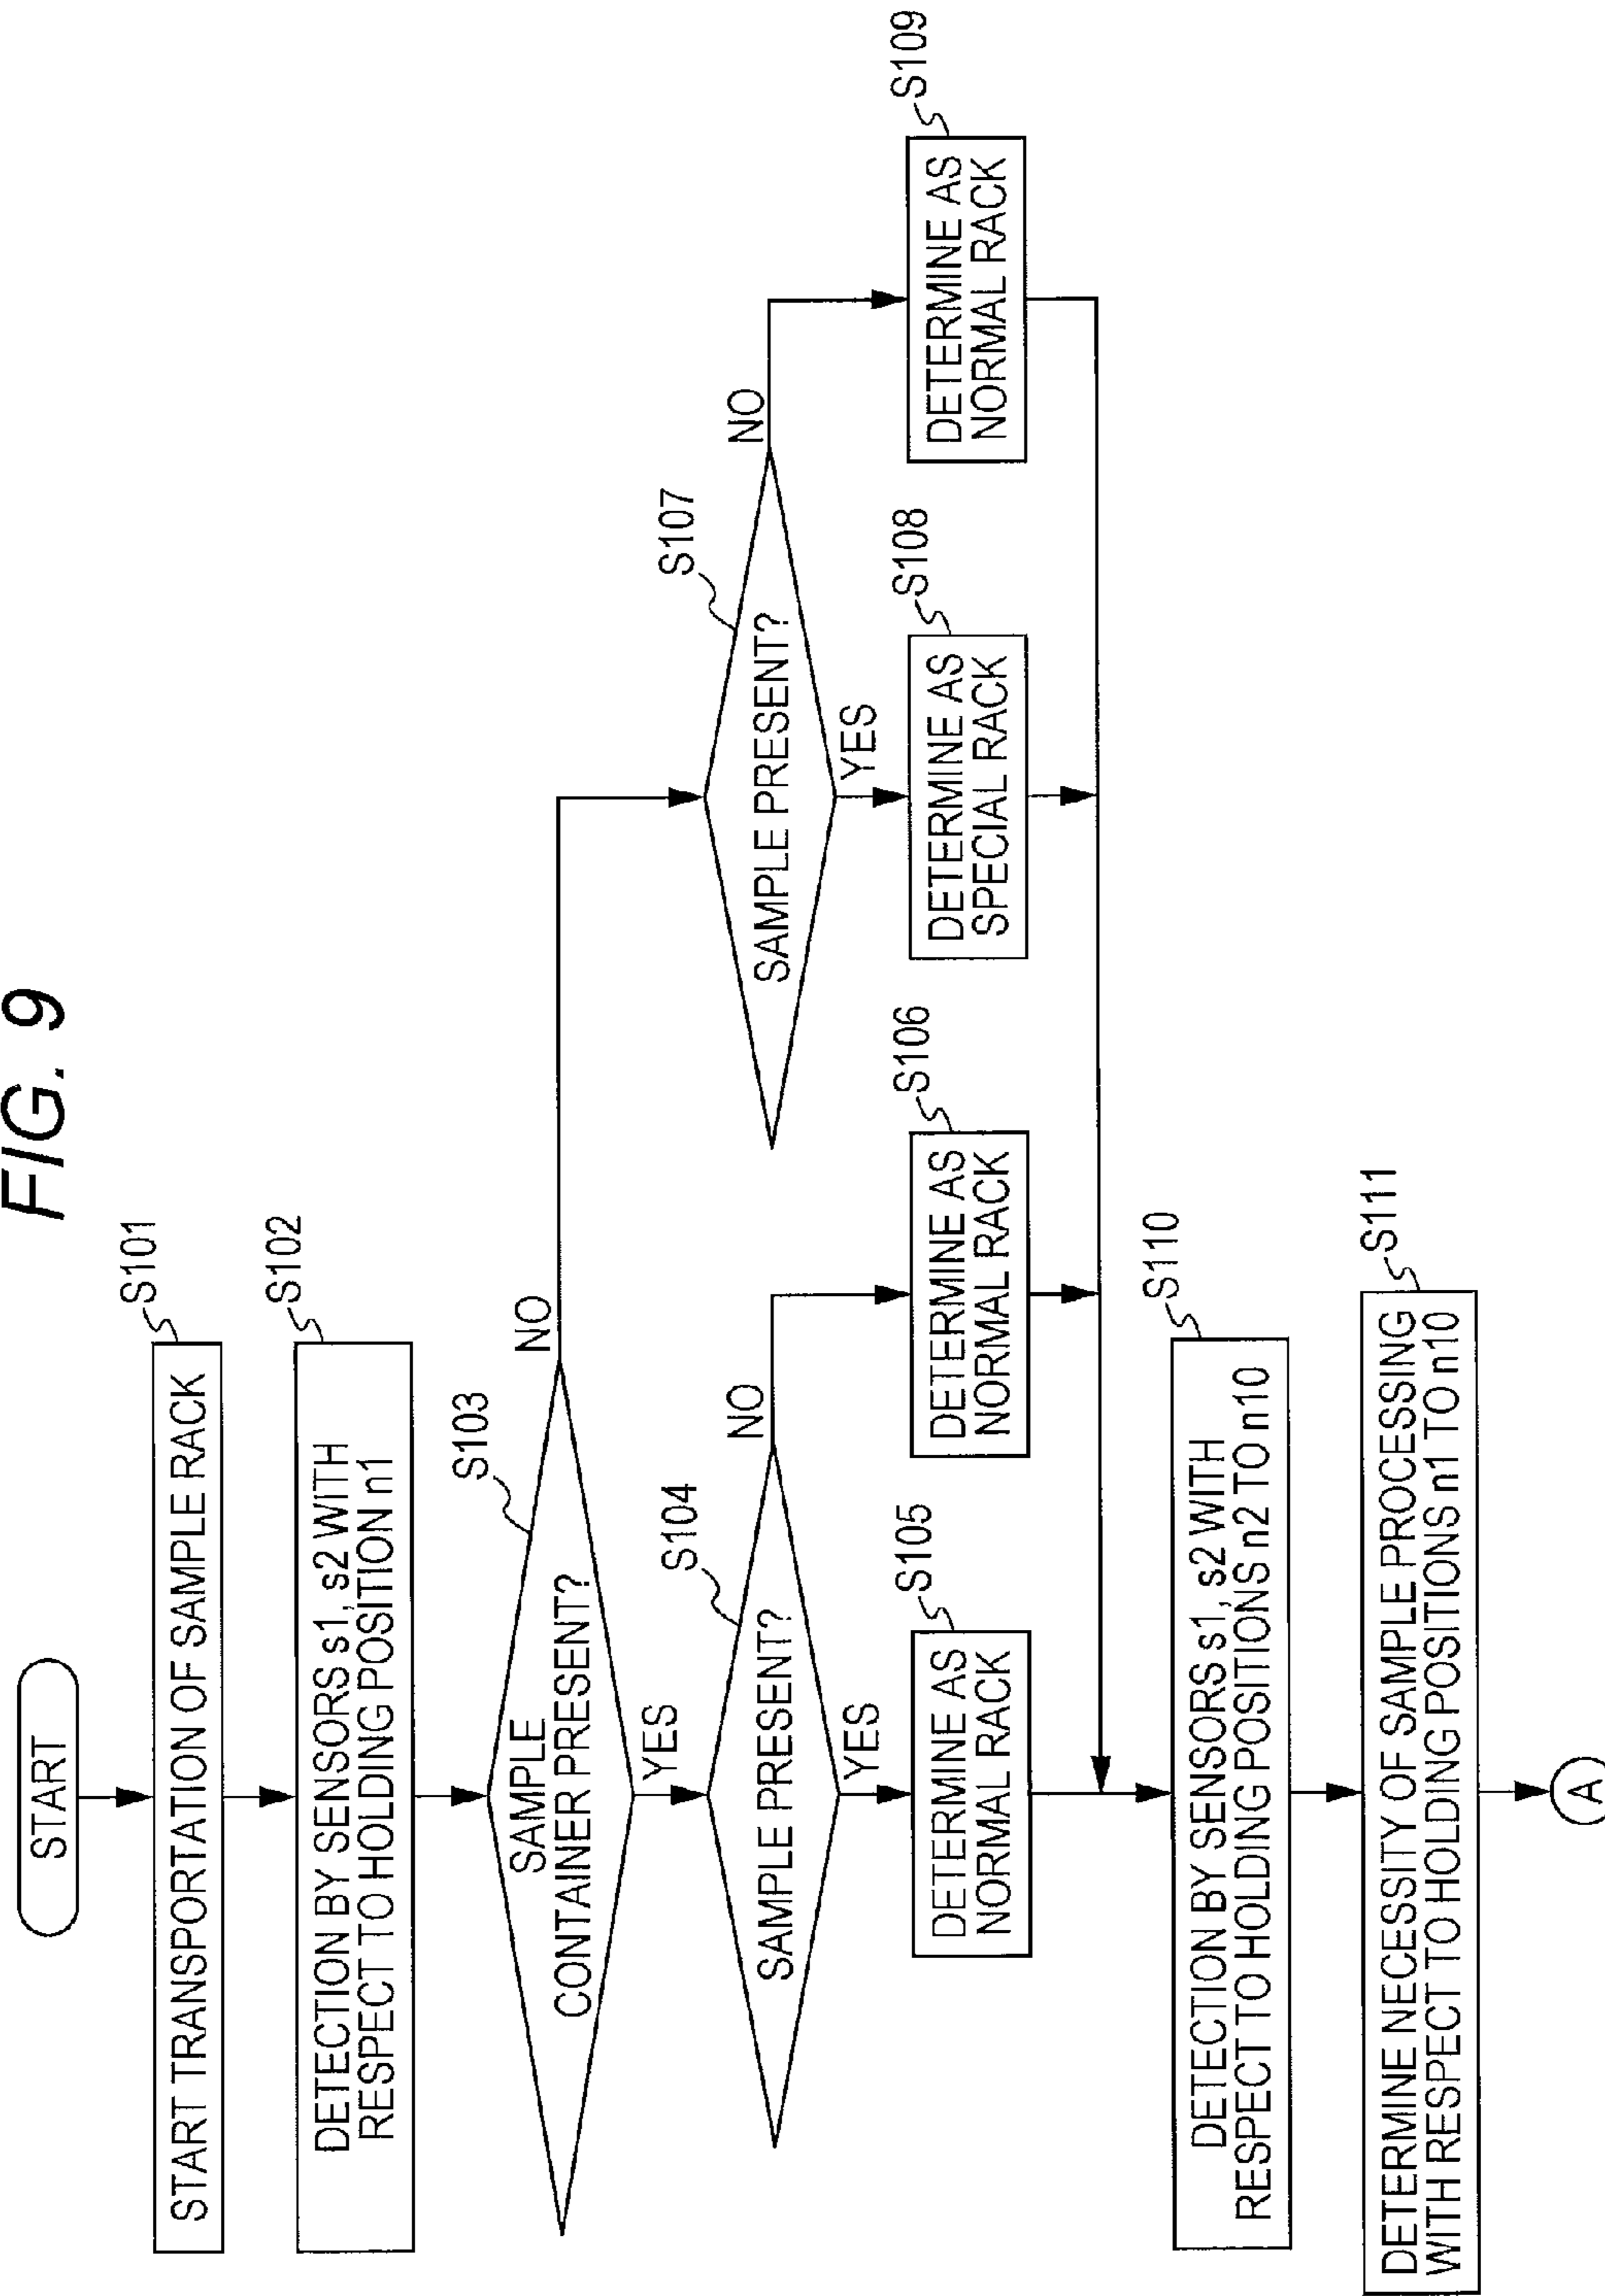 FIG. 9
START
START TRANSPORTATION OF SAMPLE RACK
S101
DETECTION BY SENSORS s1, s2 WITH
RESPECT TO HOLDING POSITION n1
S102
SAMPLE
CONTAINER PRESENT?
S103
NO
YES
SAMPLE PRESENT?
S104
NO
YES
SAMPLE PRESENT?
S107
NO
YES
DETERMINE AS
NORMAL RACK
S105
DETERMINE AS
NORMAL RACK
S106
DETERMINE AS
SPECIAL RACK
S108
DETERMINE AS
NORMAL RACK
S109
DETECTION BY SENSORS s1, s2 WITH
RESPECT TO HOLDING POSITIONS n2 TO n10
S110
DETERMINE NECESSITY OF SAMPLE PROCESSING
WITH RESPECT TO HOLDING POSITIONS n1 TO n10
S111
A